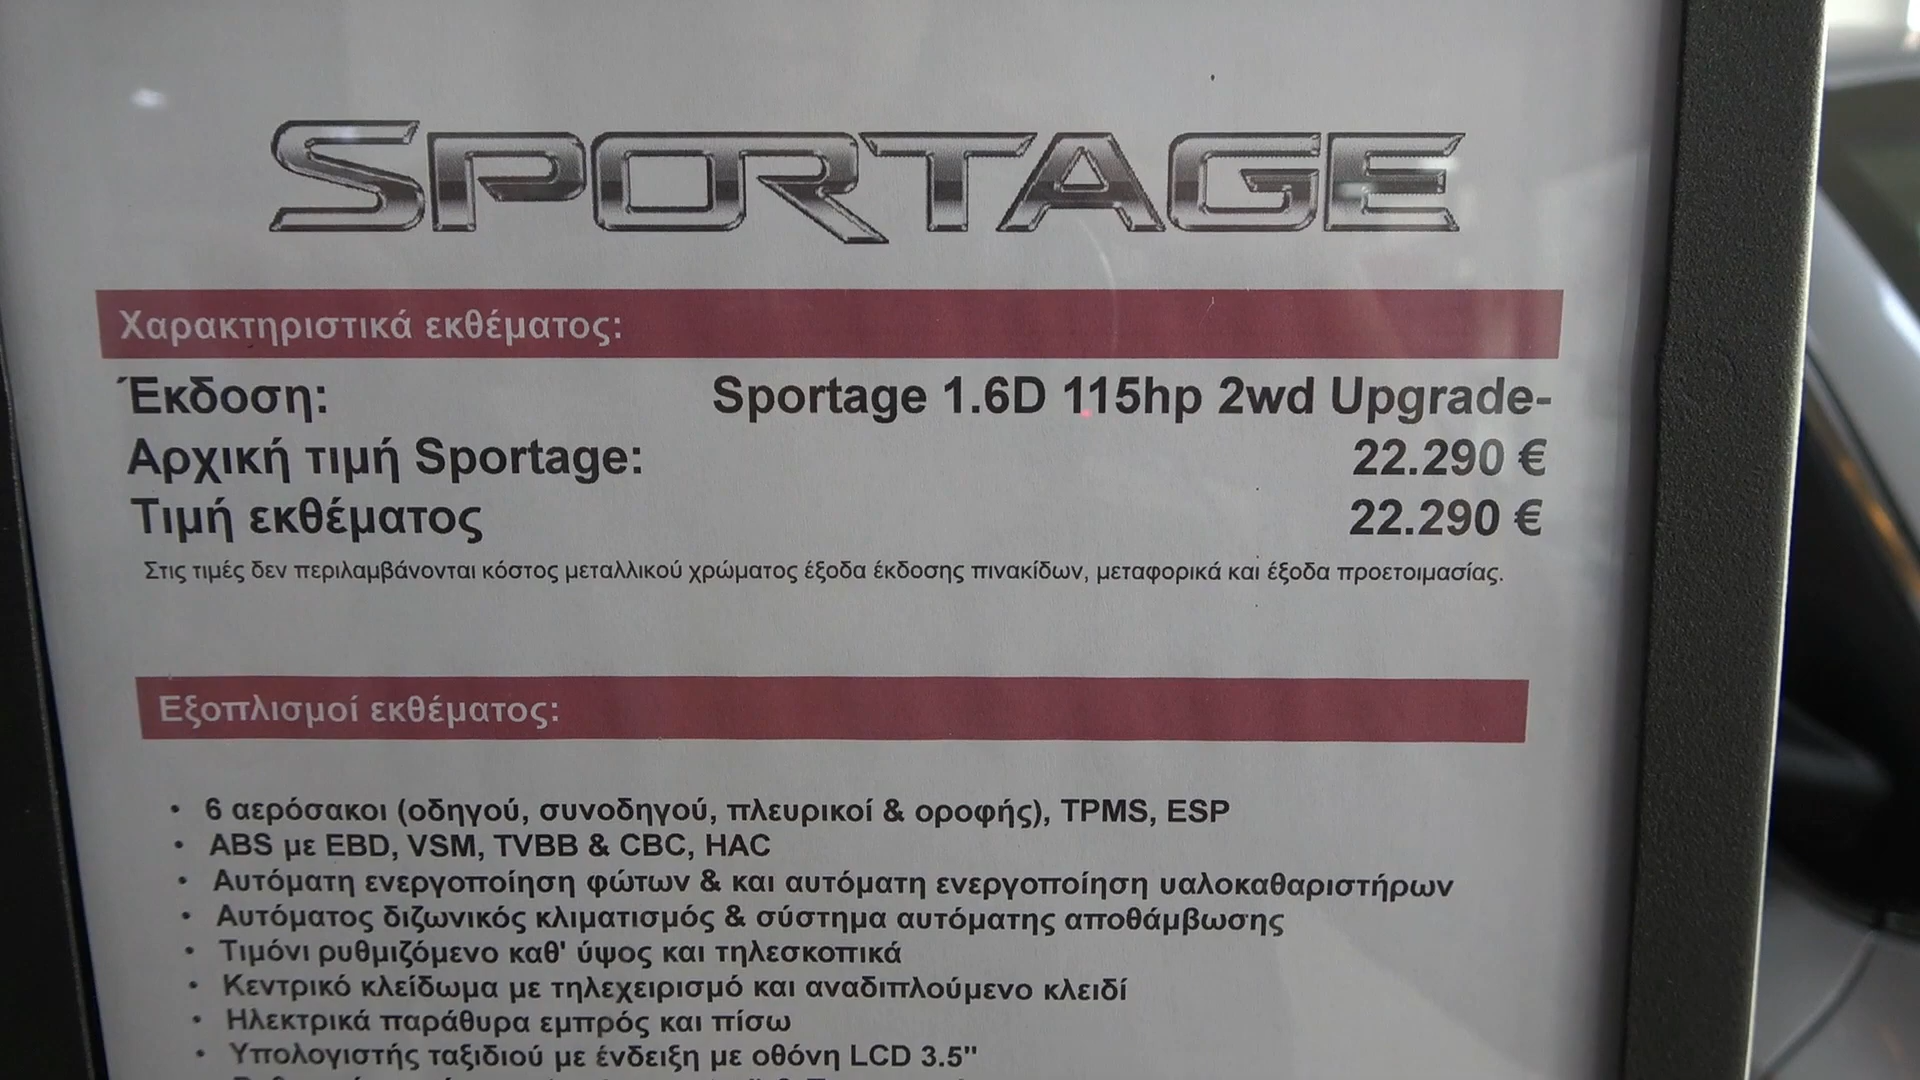 SPORTAGE
Χαρακτηριστικά εκθέματος:
Έκδοση: Sportage 1.6D 115hp 2wd Upgrade-
Αρχική τιμή Sportage: 22.290 €
Τιμή εκθέματος 22.290 €
Στις τιμές δεν περιλαμβάνονται κόστος μεταλλικού χρώματος έξοδα έκδοσης πινακίδων, μεταφορικά και έξοδα προετοιμασίας.
Εξοπλισμοί εκθέματος:
• 6 αερόσακοι (οδηγού, συνοδηγού, πλευρικοί & οροφής), TPMS, ESP
• ABS με EBD, VSM, TVBB & CBC, HAC
• Αυτόματη ενεργοποίηση φώτων & και αυτόματη ενεργοποίηση υαλοκαθαριστήρων
• Αυτόματος διζωνικός κλιματισμός & σύστημα αυτόματης αποθάμβωσης
• Τιμόνι ρυθμιζόμενο καθ' ύψος και τηλεσκοπικά
• Κεντρικό κλείδωμα με τηλεχειρισμό και αναδιπλούμενο κλειδί
• Ηλεκτρικά παράθυρα εμπρός και πίσω
• Υπολογιστής ταξιδιού με ένδειξη με οθόνη LCD 3.5"